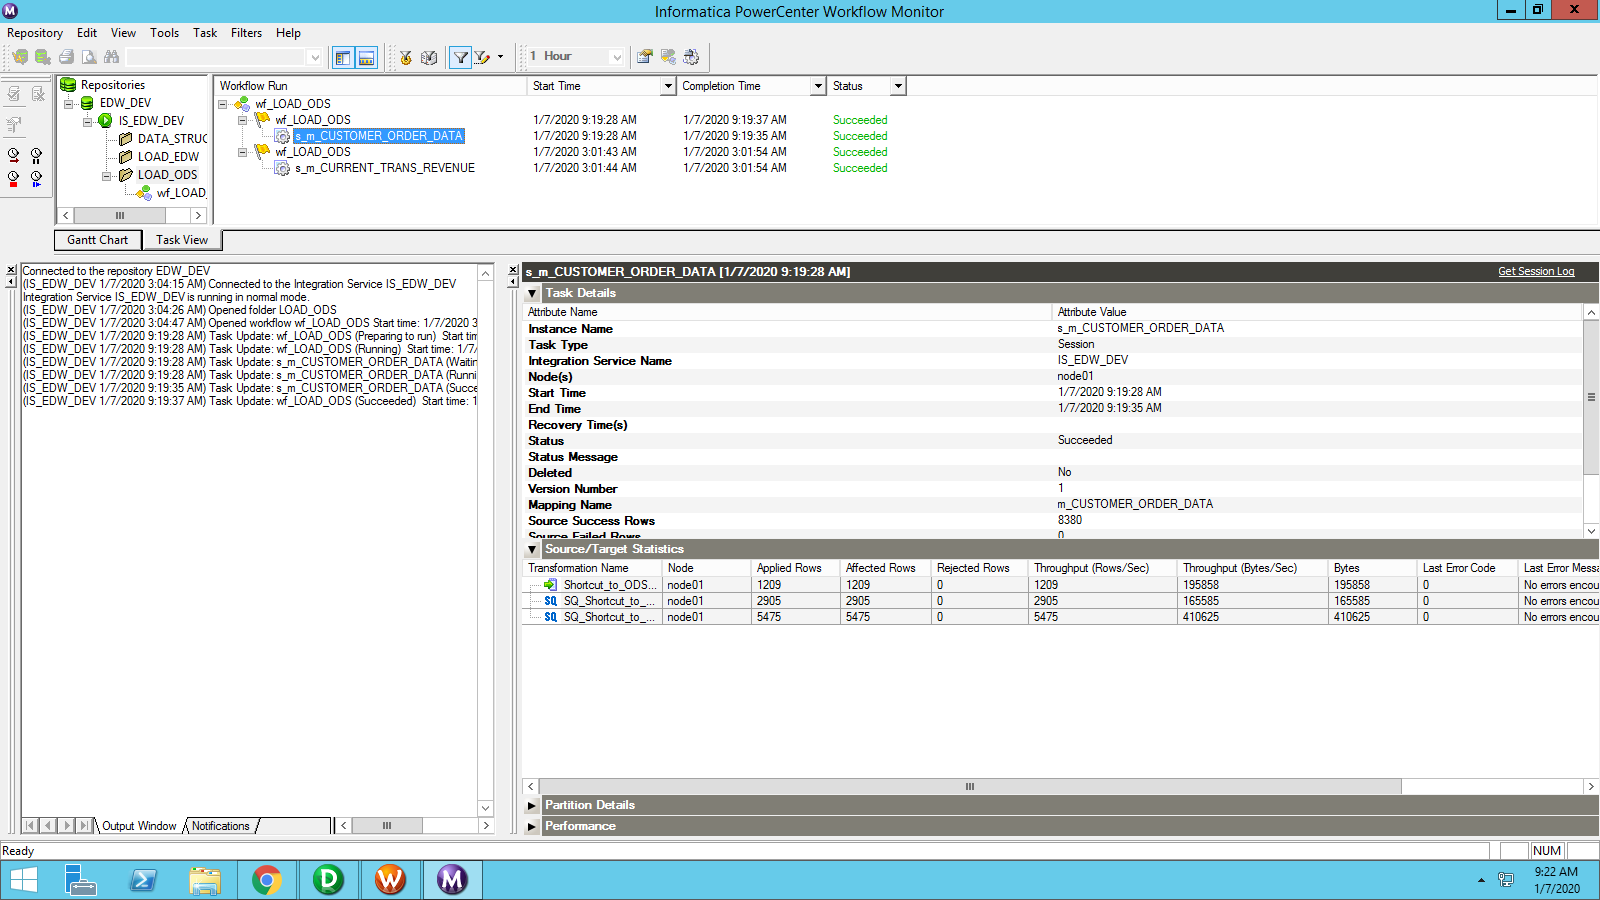 Informatica PowerCenter Workflow Monitor
Repository Edit View Tools Task Filters Help
1 Hour
Repositories
EDW_DEV
IS_EDW_DEV
DATA_STRUC
LOAD_EDW
LOAD_ODS
wf_LOAD_
Workflow Run Start Time Completion Time Status
wf_LOAD_ODS
wf_LOAD_ODS 1/7/2020 9:19:28 AM 1/7/2020 9:19:37 AM Succeeded
s_m_CUSTOMER_ORDER_DATA 1/7/2020 9:19:28 AM 1/7/2020 9:19:35 AM Succeeded
wf_LOAD_ODS 1/7/2020 3:01:43 AM 1/7/2020 3:01:54 AM Succeeded
s_m_CURRENT_TRANS_REVENUE 1/7/2020 3:01:44 AM 1/7/2020 3:01:54 AM Succeeded
Gantt Chart Task View
Connected to the repository EDW_DEV
(IS_EDW_DEV 1/7/2020 3:04:15 AM) Connected to the Integration Service IS_EDW_DEV
Integration Service IS_EDW_DEV is running in normal mode.
(IS_EDW_DEV 1/7/2020 3:04:26 AM) Opened folder LOAD_ODS
(IS_EDW_DEV 1/7/2020 3:04:47 AM) Opened workflow wf_LOAD_ODS Start time: 1/7/2020 3
(IS_EDW_DEV 1/7/2020 9:19:28 AM) Task Update: wf_LOAD_ODS (Preparing to run) Start tim
(IS_EDW_DEV 1/7/2020 9:19:28 AM) Task Update: wf_LOAD_ODS (Running) Start time: 1/7/
(IS_EDW_DEV 1/7/2020 9:19:28 AM) Task Update: s_m_CUSTOMER_ORDER_DATA (Waitin
(IS_EDW_DEV 1/7/2020 9:19:28 AM) Task Update: s_m_CUSTOMER_ORDER_DATA (Runni
(IS_EDW_DEV 1/7/2020 9:19:35 AM) Task Update: s_m_CUSTOMER_ORDER_DATA (Succe
(IS_EDW_DEV 1/7/2020 9:19:37 AM) Task Update: wf_LOAD_ODS (Succeeded) Start time: 1
Output Window Notifications
s_m_CUSTOMER_ORDER_DATA [1/7/2020 9:19:28 AM] Get Session Log
Task Details
Attribute Name Attribute Value
Instance Name s_m_CUSTOMER_ORDER_DATA
Task Type Session
Integration Service Name IS_EDW_DEV
Node(s) node01
Start Time 1/7/2020 9:19:28 AM
End Time 1/7/2020 9:19:35 AM
Recovery Time(s)
Status Succeeded
Status Message
Deleted No
Version Number 1
Mapping Name m_CUSTOMER_ORDER_DATA
Source Success Rows 8380
Source Failed Rows 0
Source/Target Statistics
Transformation Name Node Applied Rows Affected Rows Rejected Rows Throughput (Rows/Sec) Throughput (Bytes/Sec) Bytes Last Error Code Last Error Messa
Shortcut_to_ODS... node01 1209 1209 0 1209 195858 195858 0 No errors encou
SQ SQ_Shortcut_to_... node01 2905 2905 0 2905 165585 165585 0 No errors encou
SQ SQ_Shortcut_to_... node01 5475 5475 0 5475 410625 410625 0 No errors encou
Partition Details
Performance
Ready NUM
D W M
9:22 AM
1/7/2020